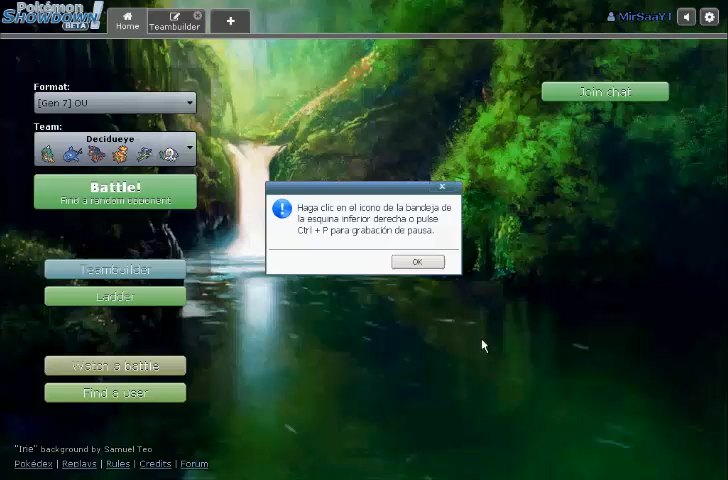 Pokémon
SHOWDOWN!
BETA
Home
Teambuilder
+
MirSaaYI
Format:
[Gen 7] OU
Join chat
Team:
Decidueye
Battle!
Find a random opponent
x
Haga clic en el icono de la bandeja de
la esquina inferior derecha o pulse
Ctrl + P para grabación de pausa.
OK
Teambuilder
Ladder
Watch a battle
Find a user
"Irie" background by Samuel Teo
Pokédex | Replays | Rules | Credits | Forum